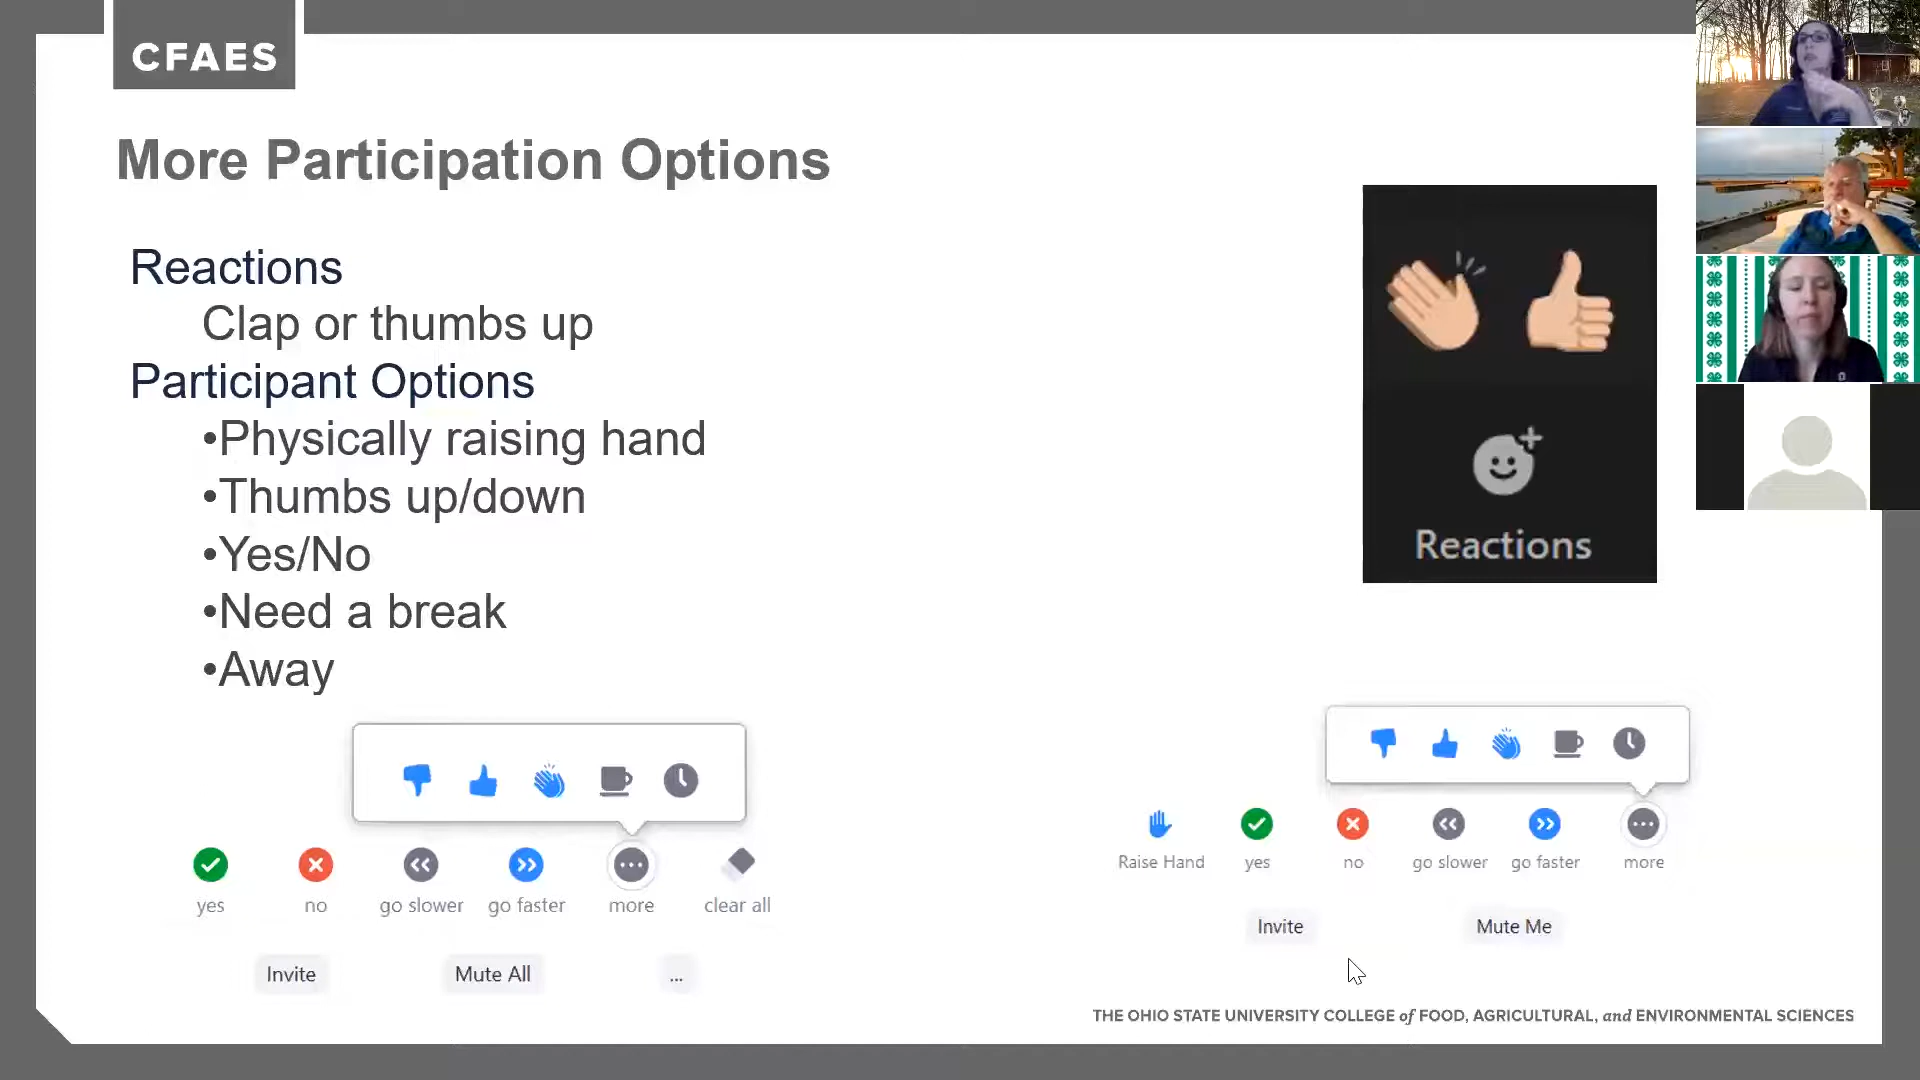 CFAES
More Participation Options
Reactions
Clap or thumbs up
Participant Options
•Physically raising hand
•Thumbs up/down
•Yes/No
•Need a break
•Away
Reactions
yes no go slower go faster more clear all
Invite Mute All ...
Raise Hand yes no go slower go faster more
Invite Mute Me
THE OHIO STATE UNIVERSITY COLLEGE of FOOD, AGRICULTURAL, and ENVIRONMENTAL SCIENCES